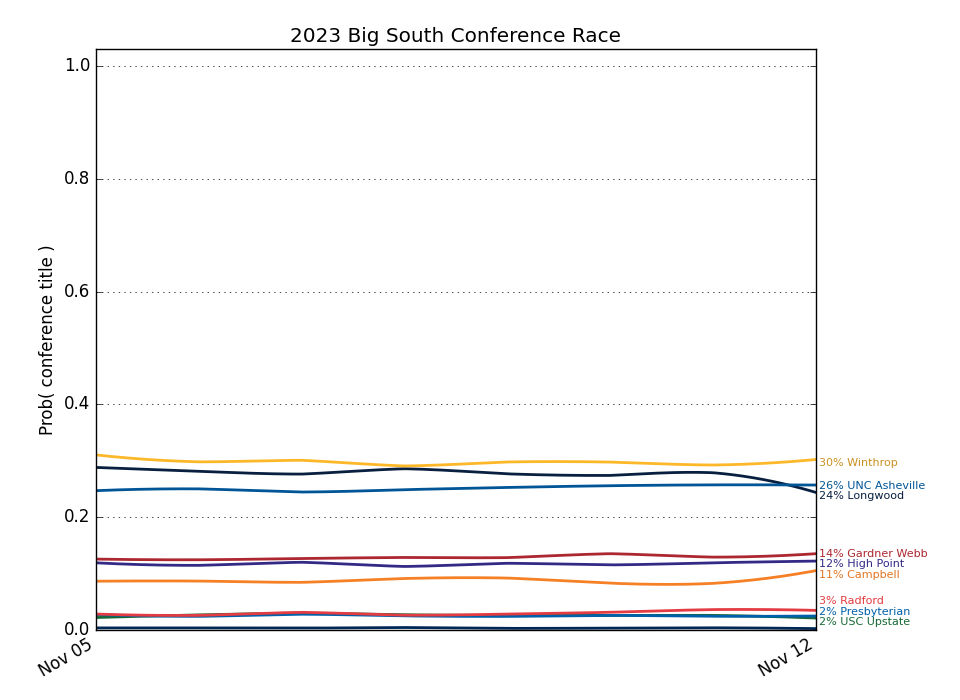 2023 Big South Conference Race
Prob( conference title )
1.0
0.8
0.6
0.4
0.2
0.0
Nov 05
Nov 12
30% Winthrop
26% UNC Asheville
24% Longwood
14% Gardner Webb
12% High Point
11% Campbell
3% Radford
2% Presbyterian
2% USC Upstate